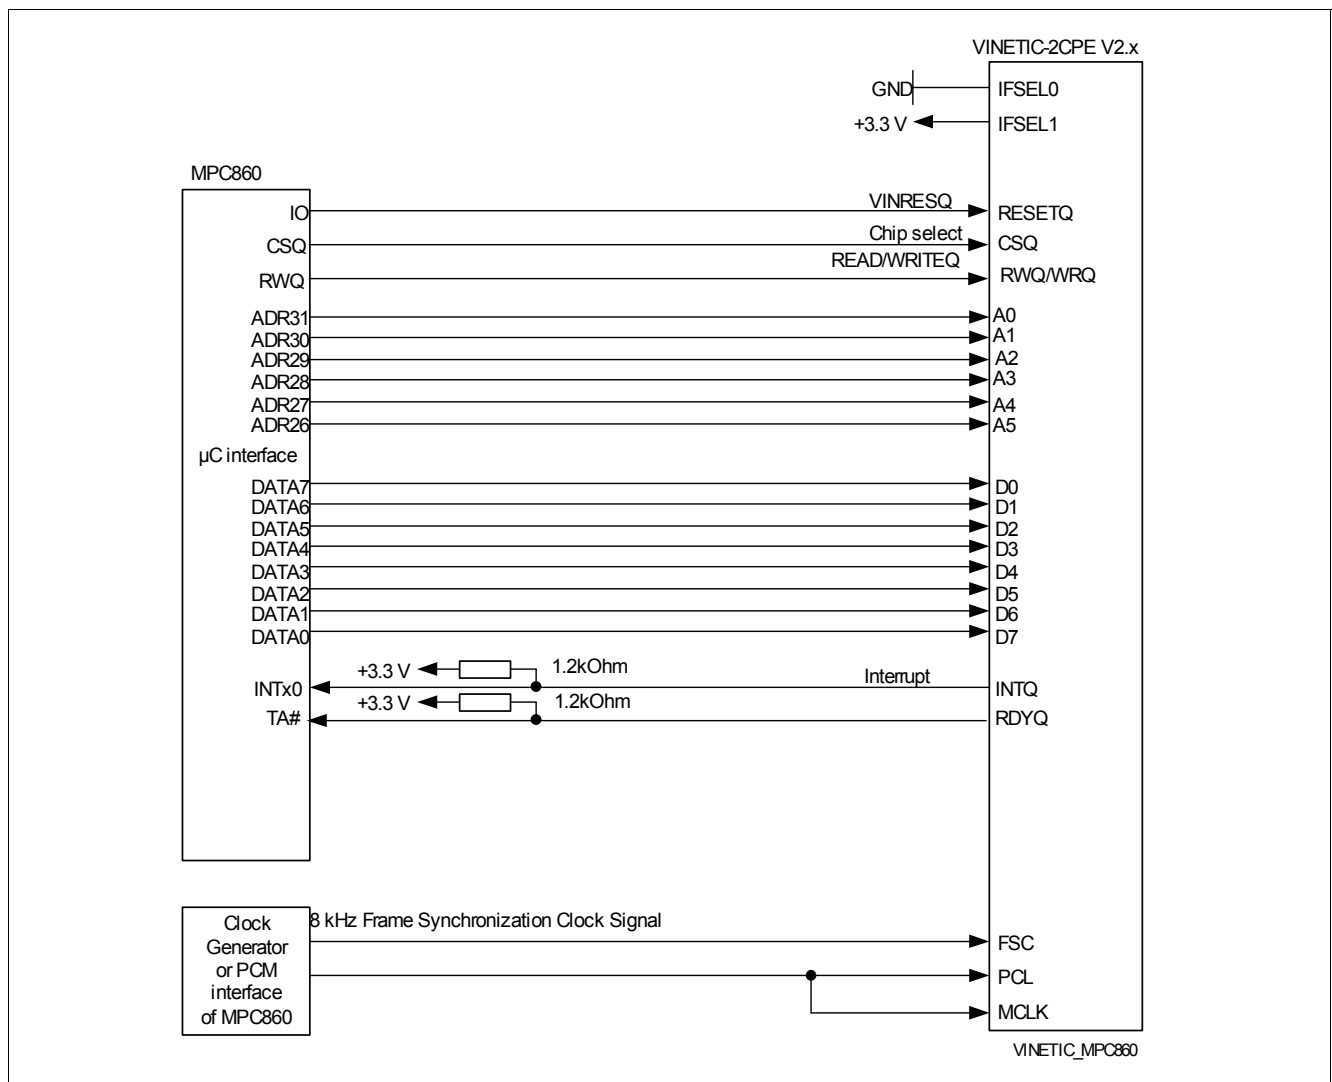 VINETIC-2CPE V2.x
GND IFSEL0
+3.3 V IFSEL1
MPC860
IO VINRESQ RESETQ
CSQ Chip select CSQ
RWQ READ/WRITEQ RWQ/WRQ
ADR31 A0
ADR30 A1
ADR29 A2
ADR28 A3
ADR27 A4
ADR26 A5
µC interface
DATA7 D0
DATA6 D1
DATA5 D2
DATA4 D3
DATA3 D4
DATA2 D5
DATA1 D6
DATA0 D7
+3.3 V 1.2kOhm
INTx0 Interrupt INTQ
+3.3 V 1.2kOhm
TA# RDYQ
Clock
Generator
or PCM
interface
of MPC860
8 kHz Frame Synchronization Clock Signal
FSC
PCL
MCLK
VINETIC_MPC860